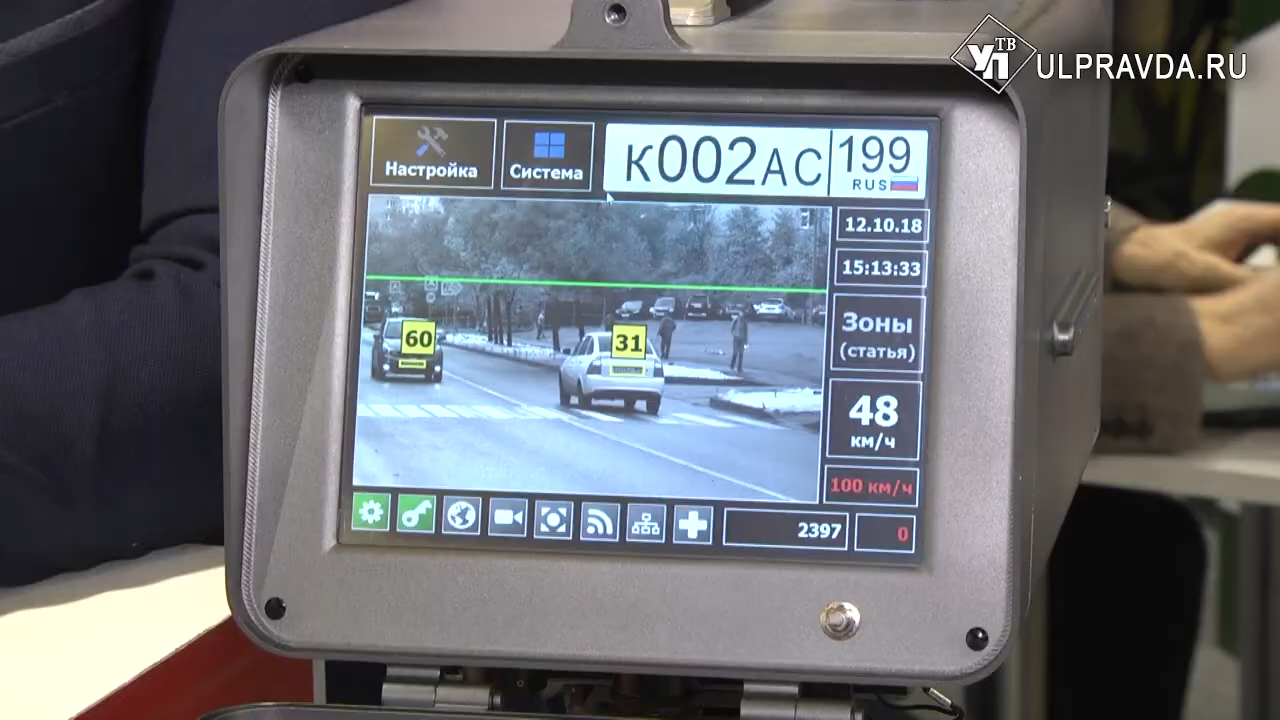 УП ТВ
ULPRAVDA.RU
Настройка
Система
К002АС 199
RUS
12.10.18
15:13:33
Зоны
(статья)
60
31
48
км/ч
100 км/ч
2397
0